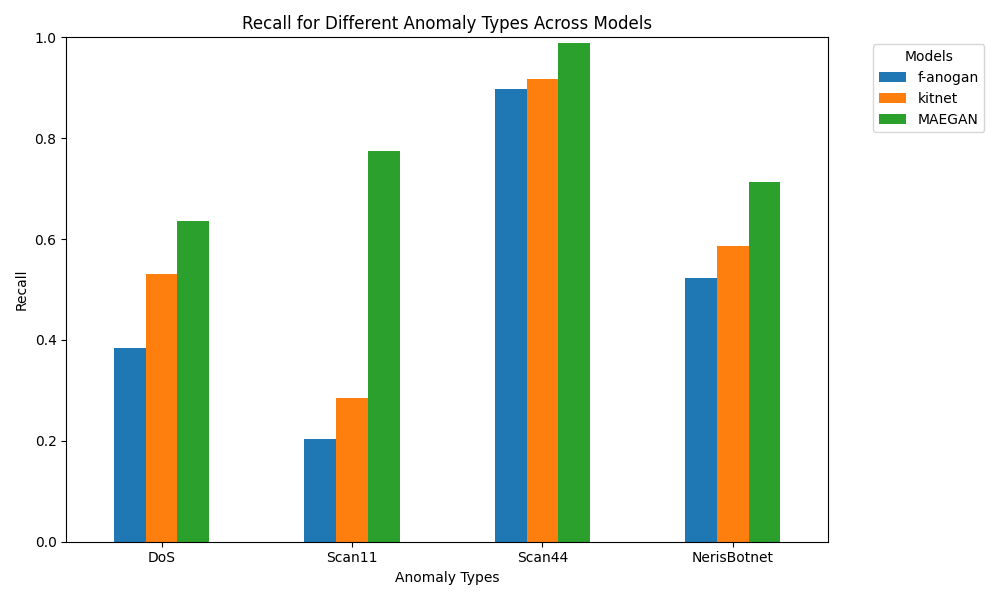 Recall for Different Anomaly Types Across Models
Models
f-anogan
kitnet
MAEGAN
1.0
0.8
0.6
0.4
0.2
0.0
Recall
DoS
Scan11
Scan44
NerisBotnet
Anomaly Types